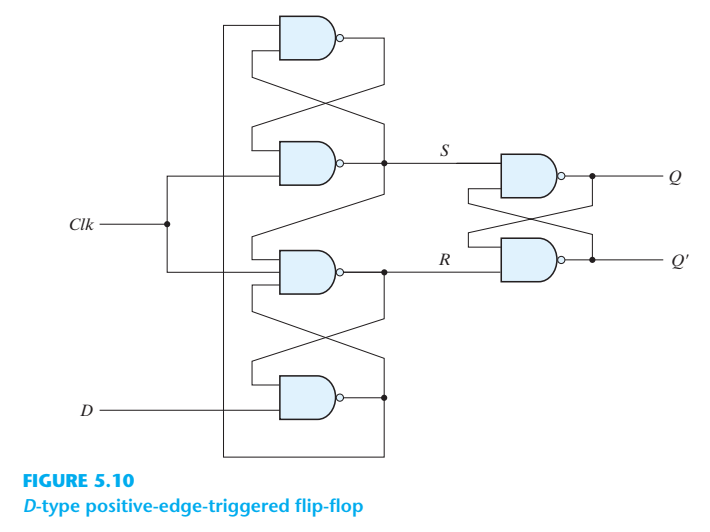 S
Q
Clk
R
Q'
D
FIGURE 5.10
D-type positive-edge-triggered flip-flop